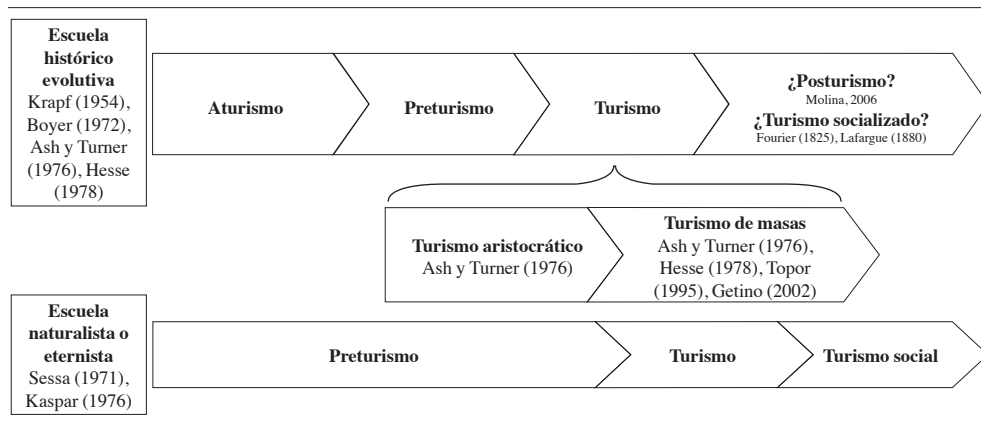 Escuela
histórico
evolutiva
Krapf (1954),
Boyer (1972),
Ash y Turner
(1976), Hesse
(1978)
Aturismo
Preturismo
Turismo
¿Posturismo?
Molina, 2006
¿Turismo socializado?
Fourier (1825), Lafargue (1880)
Turismo aristocrático
Ash y Turner (1976)
Turismo de masas
Ash y Turner (1976),
Hesse (1978), Topor
(1995), Getino (2002)
Escuela
naturalista o
eternista
Sessa (1971),
Kaspar (1976)
Preturismo
Turismo
Turismo social